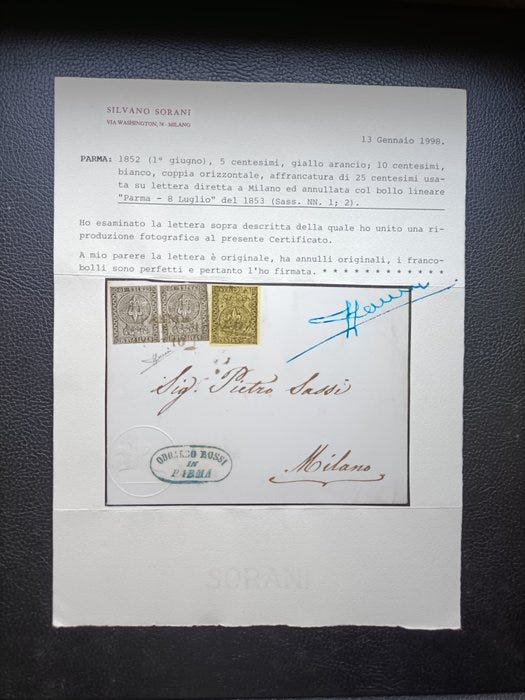 SILVANO SORANI
VIA WASHINGTON, 74 - MILANO
13 Gennaio 1998.
PARMA: 1852 (1° giugno), 5 centesimi, giallo arancio; 10 centesimi,
bianco, coppia orizzontale, affrancatura di 25 centesimi usa-
ta su lettera diretta a Milano ed annullata col bollo lineare
"Parma - 8 Luglio" del 1853 (Sass. NN. 1; 2).
Ho esaminato la lettera sopra descritta della quale ho unito una ri-
produzione fotografica al presente Certificato.
A mio parere la lettera è originale, ha annulli originali, i franco-
bolli sono perfetti e pertanto l'ho firmata. * * * * * * * * * * * *
Sig. Pietro Sassi
Milano
ODOARDO ROSSI
IN
PARMA
SORANI